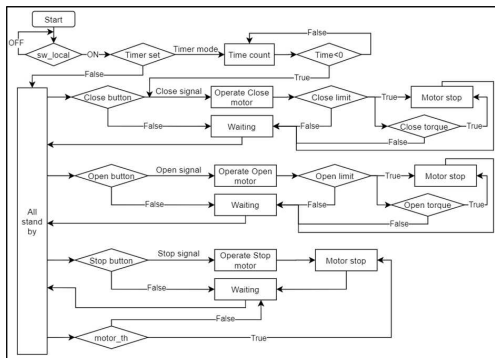 Start
False
OFF
sw_local
ON
Timer set
Timer mode
Time count
Time<0
False
True
Close button
Close signal
Operate Close
motor
Close limit
True
Motor stop
False
Waiting
False
Close torque
True
False
Open button
Open signal
Operate Open
motor
Open limit
True
Motor stop
False
Waiting
False
Open torque
True
False
All
stand
by
Stop button
Stop signal
Operate Stop
motor
Motor stop
False
Waiting
False
motor_th
True